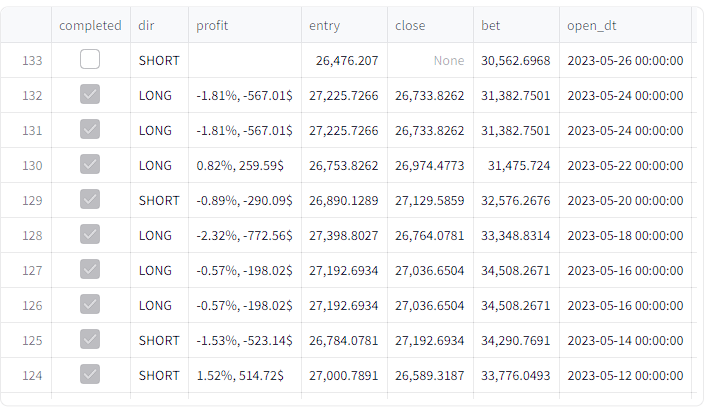 completed dir profit entry close bet open_dt
133 SHORT 26,476.207 None 30,562.6968 2023-05-26 00:00:00
132 LONG -1.81%, -567.01$ 27,225.7266 26,733.8262 31,382.7501 2023-05-24 00:00:00
131 LONG -1.81%, -567.01$ 27,225.7266 26,733.8262 31,382.7501 2023-05-24 00:00:00
130 LONG 0.82%, 259.59$ 26,753.8262 26,974.4773 31,475.724 2023-05-22 00:00:00
129 SHORT -0.89%, -290.09$ 26,890.1289 27,129.5859 32,576.2676 2023-05-20 00:00:00
128 LONG -2.32%, -772.56$ 27,398.8027 26,764.0781 33,348.8314 2023-05-18 00:00:00
127 LONG -0.57%, -198.02$ 27,192.6934 27,036.6504 34,508.2671 2023-05-16 00:00:00
126 LONG -0.57%, -198.02$ 27,192.6934 27,036.6504 34,508.2671 2023-05-16 00:00:00
125 SHORT -1.53%, -523.14$ 26,784.0781 27,192.6934 34,290.7691 2023-05-14 00:00:00
124 SHORT 1.52%, 514.72$ 27,000.7891 26,589.3187 33,776.0493 2023-05-12 00:00:00